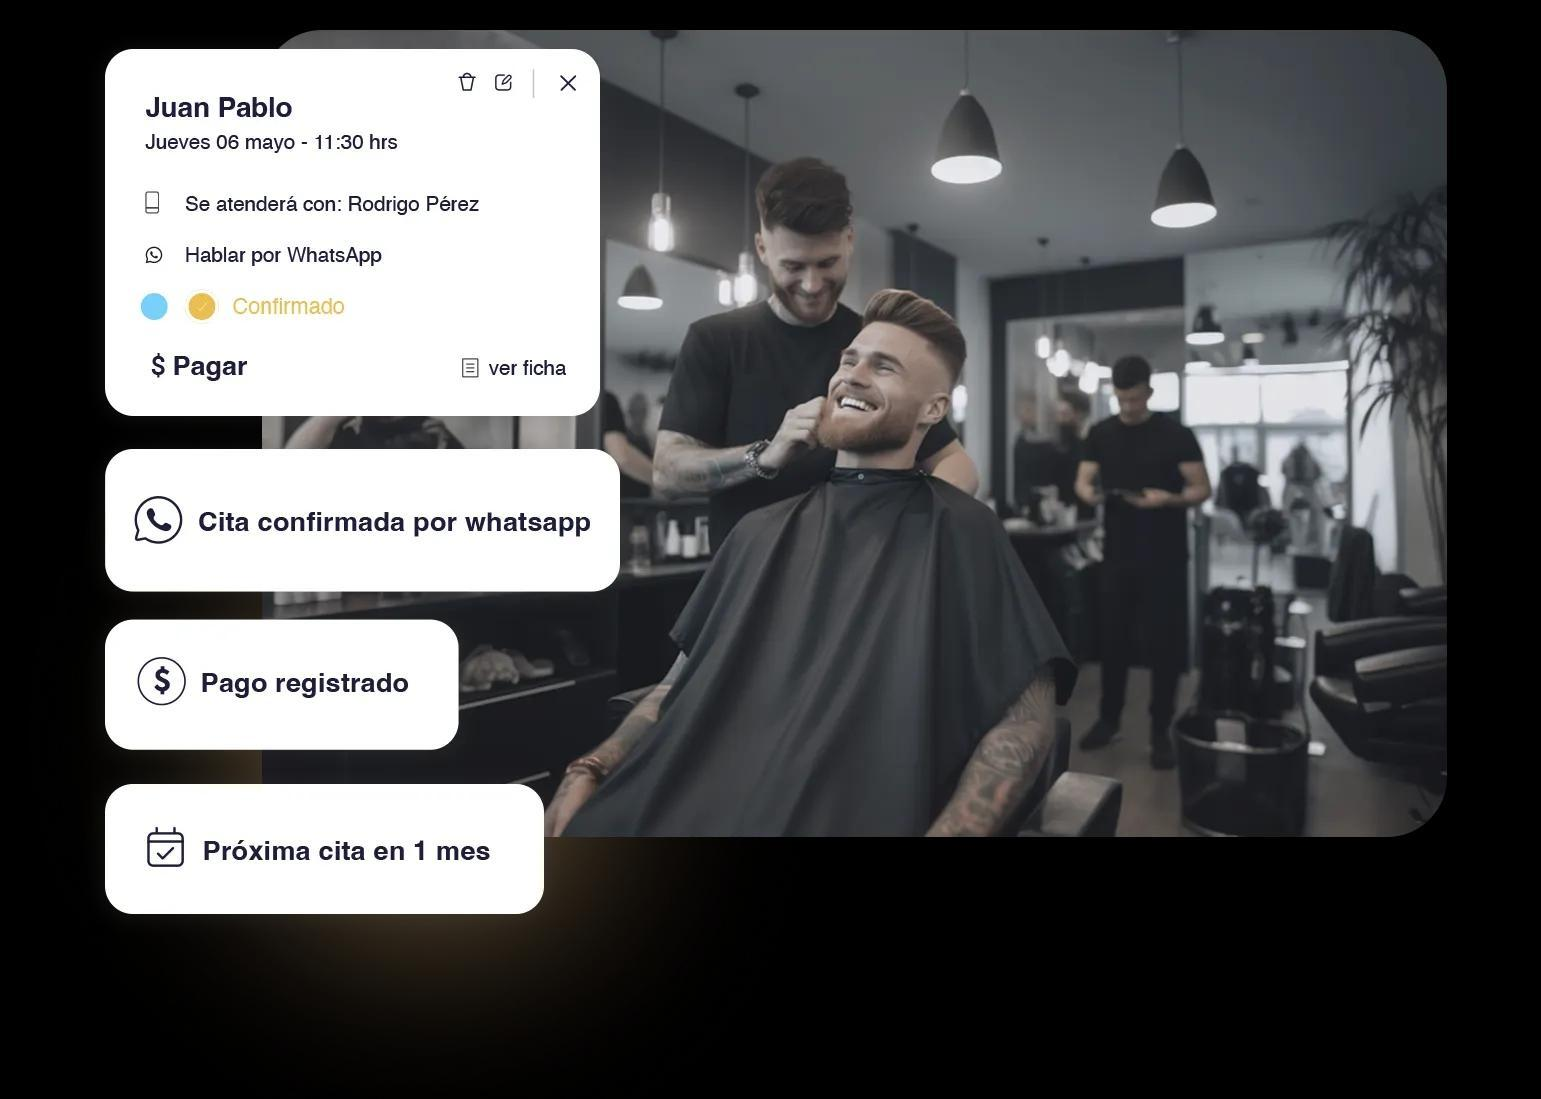 Juan Pablo
Jueves 06 mayo - 11:30 hrs
Se atenderá con: Rodrigo Pérez
Hablar por WhatsApp
Confirmado
$ Pagar
ver ficha
Cita confirmada por whatsapp
$ Pago registrado
Próxima cita en 1 mes